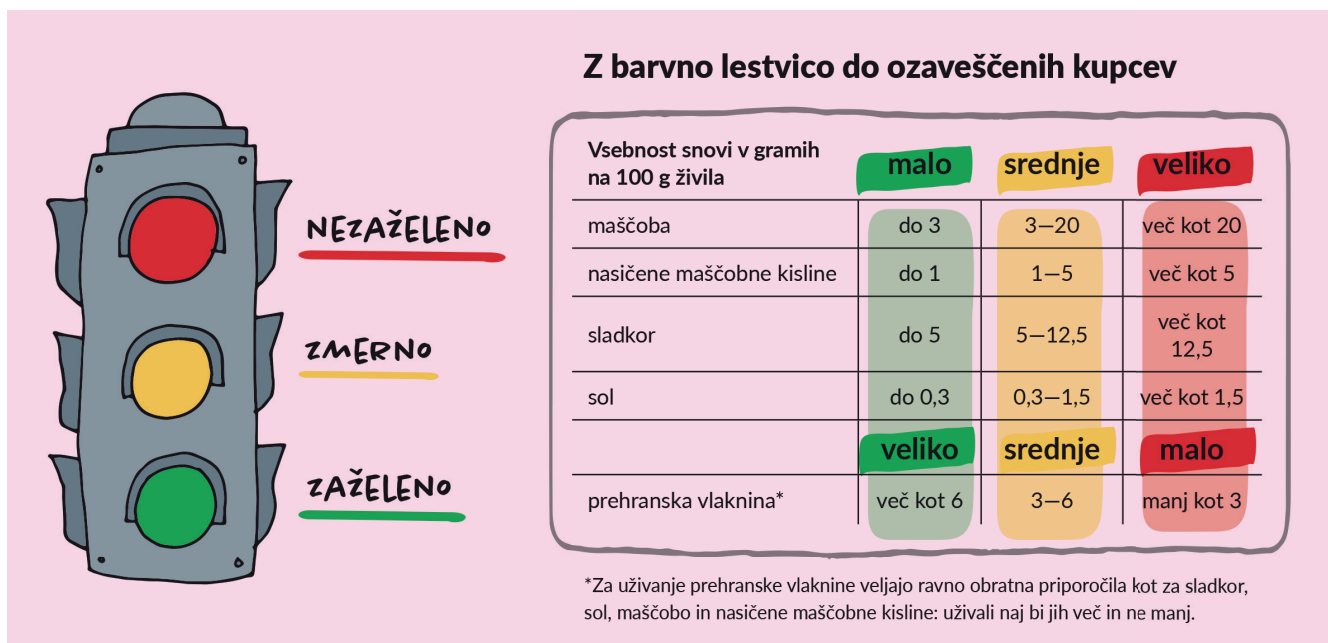 Z barvno lestvico do ozaveščenih kupcev
NEZAŽELENO
ZMERNO
ZAŽELENO
Vsebnost snovi v gramih
na 100 g živila
malo
srednje
veliko
maščoba
do 3
3—20
več kot 20
nasičene maščobne kisline
do 1
1—5
več kot 5
sladkor
do 5
5—12,5
več kot
12,5
sol
do 0,3
0,3—1,5
več kot 1,5
veliko
srednje
malo
prehranska vlaknina*
več kot 6
3—6
manj kot 3
*Za uživanje prehranske vlaknine veljajo ravno obratna priporočila kot za sladkor,
sol, maščobo in nasičene maščobne kisline: uživali naj bi jih več in ne manj.